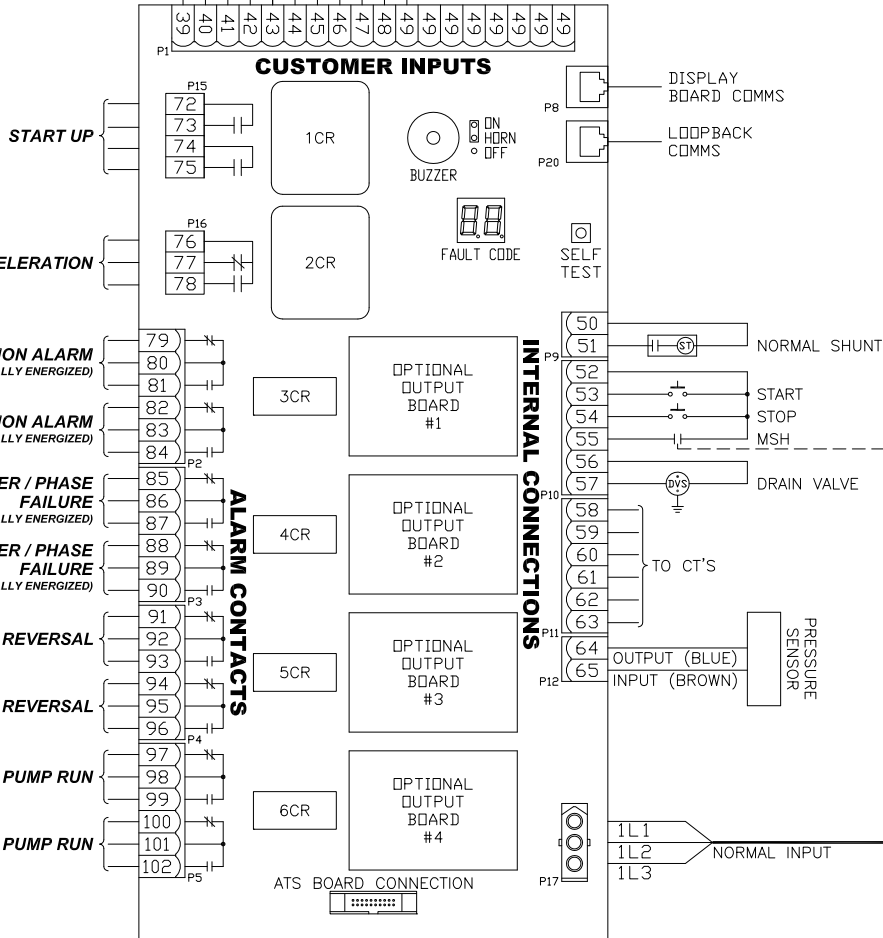 39 40 41 42 43 44 45 46 47 48 49 49 49 49 49 49 49 49
P1
CUSTOMER INPUTS
P15
72
73
74
75
START UP
1CR
BUZZER
ON
HORN
OFF
P8
DISPLAY
BOARD COMMS
P20
LOOPBACK
COMMS
P16
76
77
78
ELERATION
2CR
FAULT CODE
SELF
TEST
79
80
81
82
83
84
P2
ION ALARM
LLY ENERGIZED)
ION ALARM
LLY ENERGIZED)
3CR
OPTIONAL
OUTPUT
BOARD
#1
INTERNAL CONNECTIONS
P9
50
51
ST
NORMAL SHUNT
52
53
54
55
56
57
START
STOP
MSH
P10
DVS
DRAIN VALVE
85
86
87
88
89
90
P3
ER / PHASE
FAILURE
LLY ENERGIZED)
ER / PHASE
FAILURE
LLY ENERGIZED)
ALARM CONTACTS
4CR
OPTIONAL
OUTPUT
BOARD
#2
58
59
60
61
62
63
P11
TO CT'S
91
92
93
94
95
96
P4
REVERSAL
REVERSAL
5CR
OPTIONAL
OUTPUT
BOARD
#3
64
65
P12
OUTPUT (BLUE)
INPUT (BROWN)
PRESSURE
SENSOR
97
98
99
100
101
102
P5
PUMP RUN
PUMP RUN
6CR
OPTIONAL
OUTPUT
BOARD
#4
P17
1L1
1L2
1L3
NORMAL INPUT
ATS BOARD CONNECTION